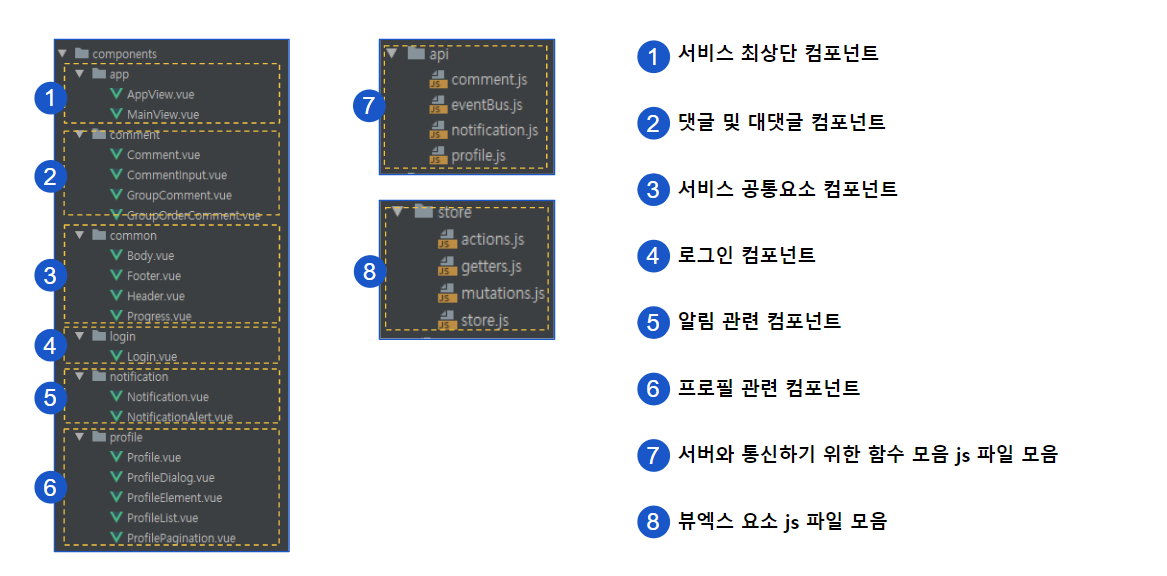 components
app
AppView.vue
MainView.vue
1
comment
Comment.vue
CommentInput.vue
GroupComment.vue
GroupOrderComment.vue
2
common
Body.vue
Footer.vue
Header.vue
Progress.vue
3
login
Login.vue
4
notification
Notification.vue
NotificationAlert.vue
5
profile
Profile.vue
ProfileDialog.vue
ProfileElement.vue
ProfileList.vue
ProfilePagination.vue
6
api
JS comment.js
JS eventBus.js
JS notification.js
JS profile.js
7
store
JS actions.js
JS getters.js
JS mutations.js
JS store.js
8
1 서비스 최상단 컴포넌트
2 댓글 및 대댓글 컴포넌트
3 서비스 공통요소 컴포넌트
4 로그인 컴포넌트
5 알림 관련 컴포넌트
6 프로필 관련 컴포넌트
7 서버와 통신하기 위한 함수 모음 js 파일 모음
8 뷰엑스 요소 js 파일 모음